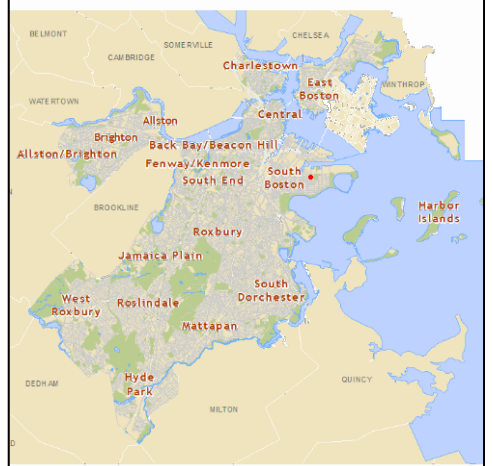 BELMONT
SOMERVILLE
CHELSEA
CAMBRIDGE
Charlestown
East
Boston
WINTHROP
WATERTOWN
Allston
Central
Brighton
Back Bay/Beacon Hill
Allston/Brighton
Fenway/Kenmore
South End
South
Boston
BROOKLINE
Harbor
Islands
Roxbury
Jamaica Plain
South
Dorchester
West
Roxbury
Roslindale
Mattapan
Hyde
Park
DEDHAM
QUINCY
MILTON
D